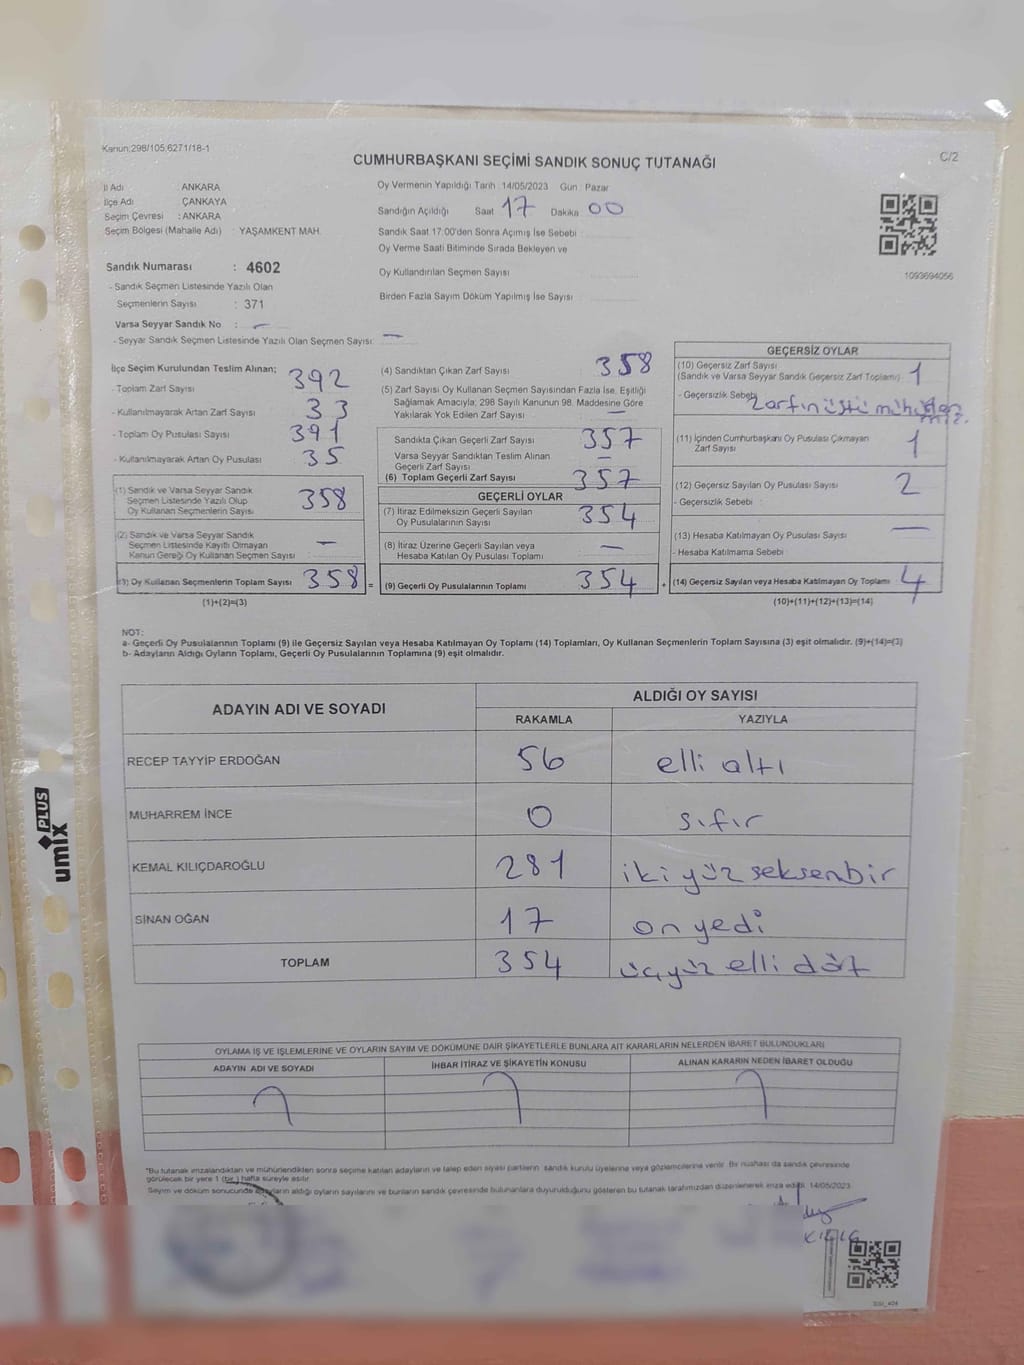 Kanun:298/105,6271/18-1
CUMHURBAŞKANI SEÇİMİ SANDIK SONUÇ TUTANAĞI
C/2
İl Adı ANKARA
İlçe Adı ÇANKAYA
Seçim Çevresi : ANKARA
Seçim Bölgesi (Mahalle Adı) : YAŞAMKENT MAH.
Oy Vermenin Yapıldığı Tarih : 14/05/2023 Gün : Pazar
Sandığın Açıldığı Saat 17 Dakika 00
Sandık Saat 17:00'den Sonra Açımış İse Sebebi :
Oy Verme Saati Bitiminde Sırada Bekleyen ve
Oy Kullandırılan Seçmen Sayısı
Birden Fazla Sayım Döküm Yapılmış İse Sayısı :
1093694056
Sandık Numarası : 4602
- Sandık Seçmen Listesinde Yazılı Olan
Seçmenlerin Sayısı : 371
Varsa Seyyar Sandık No : –
- Seyyar Sandık Seçmen Listesinde Yazılı Olan Seçmen Sayısı: –
İlçe Seçim Kurulundan Teslim Alınan;
- Toplam Zarf Sayısı 392
- Kullanılmayarak Artan Zarf Sayısı : 33
- Toplam Oy Pusulası Sayısı 391
- Kullanılmayarak Artan Oy Pusulası : 35
(1) Sandık ve Varsa Seyyar Sandık
Seçmen Listesinde Yazılı Olup
Oy Kullanan Seçmenlerin Sayısı : 358
(2) Sandık ve Varsa Seyyar Sandık
Seçmen Listesinde Kayıtlı Olmayan
Kanun Gereği Oy Kullanan Seçmen Sayısı : –
(3) Oy Kullanan Seçmenlerin Toplam Sayısı : 358 =
(1)+(2)=(3)
(4) Sandıktan Çıkan Zarf Sayısı : 358
(5) Zarf Sayısı Oy Kullanan Seçmen Sayısından Fazla İse, Eşitliği
Sağlamak Amacıyla; 298 Sayılı Kanunun 98. Maddesine Göre
Yakılarak Yok Edilen Zarf Sayısı : –
Sandıkta Çıkan Geçerli Zarf Sayısı : 357
Varsa Seyyar Sandıktan Teslim Alınan
Geçerli Zarf Sayısı : –
(6) Toplam Geçerli Zarf Sayısı : 357
GEÇERLİ OYLAR
(7) İtiraz Edilmeksizin Geçerli Sayılan
Oy Pusulalarının Sayısı : 354
(8) İtiraz Üzerine Geçerli Sayılan veya
Hesaba Katılan Oy Pusulası Toplamı : –
(9) Geçerli Oy Pusulalarının Toplamı : 354 +
GEÇERSİZ OYLAR
(10) Geçersiz Zarf Sayısı
(Sandık ve Varsa Seyyar Sandık Geçersiz Zarf Toplamı) : 1
- Geçersizlik Sebebi : Zarfın üstü
(11) İçinden Cumhurbaşkanı Oy Pusulası Çıkmayan
Zarf Sayısı : 1
(12) Geçersiz Sayılan Oy Pusulası Sayısı : 2
- Geçersizlik Sebebi :
(13) Hesaba Katılmayan Oy Pusulası Sayısı : –
- Hesaba Katılmama Sebebi :
(14) Geçersiz Sayılan veya Hesaba Katılmayan Oy Toplamı : 4
(10)+(11)+(12)+(13)=(14)
NOT:
a- Geçerli Oy Pusulalarının Toplamı (9) ile Geçersiz Sayılan veya Hesaba Katılmayan Oy Toplamı (14) Toplamları, Oy Kullanan Seçmenlerin Toplam Sayısına (3) eşit olmalıdır. (9)+(14)=(3)
b- Adayların Aldığı Oyların Toplamı, Geçerli Oy Pusulalarının Toplamına (9) eşit olmalıdır.
ADAYIN ADI VE SOYADI
ALDIĞI OY SAYISI
RAKAMLA YAZIYLA
RECEP TAYYİP ERDOĞAN 56 elli altı
MUHARREM İNCE 0 sıfır
KEMAL KILIÇDAROĞLU 281 iki yüz seksenbir
SİNAN OĞAN 17 on yedi
TOPLAM 354 üçyüz elli döt
PLUS
umix
OYLAMA İŞ VE İŞLEMLERİNE VE OYLARIN SAYIM VE DÖKÜMÜNE DAİR ŞİKAYETLERLE BUNLARA AİT KARARLARIN NELERDEN İBARET BULUNDUKLARI
ADAYIN ADI VE SOYADI İHBAR İTİRAZ VE ŞİKAYETİN KONUSU ALINAN KARARIN NEDEN İBARET OLDUĞU
*Bu tutanak imzalandıktan ve mühürlendikten sonra seçime katılan adayların ve talep eden siyasi partilerin sandık kurulu üyelerine veya gözlemcilerine verilir. Bir nüshası da sandık çevresinde
görülecek bir yere 1 (bir) hafta süreyle asılır.
Sayım ve döküm sonucunda adayların aldığı oyların sayılarını ve bunların sandık çevresinde bulunanlara duyurulduğunu gösteren bu tutanak tarafımızdan düzenlenerek imza edildi. 14/05/2023